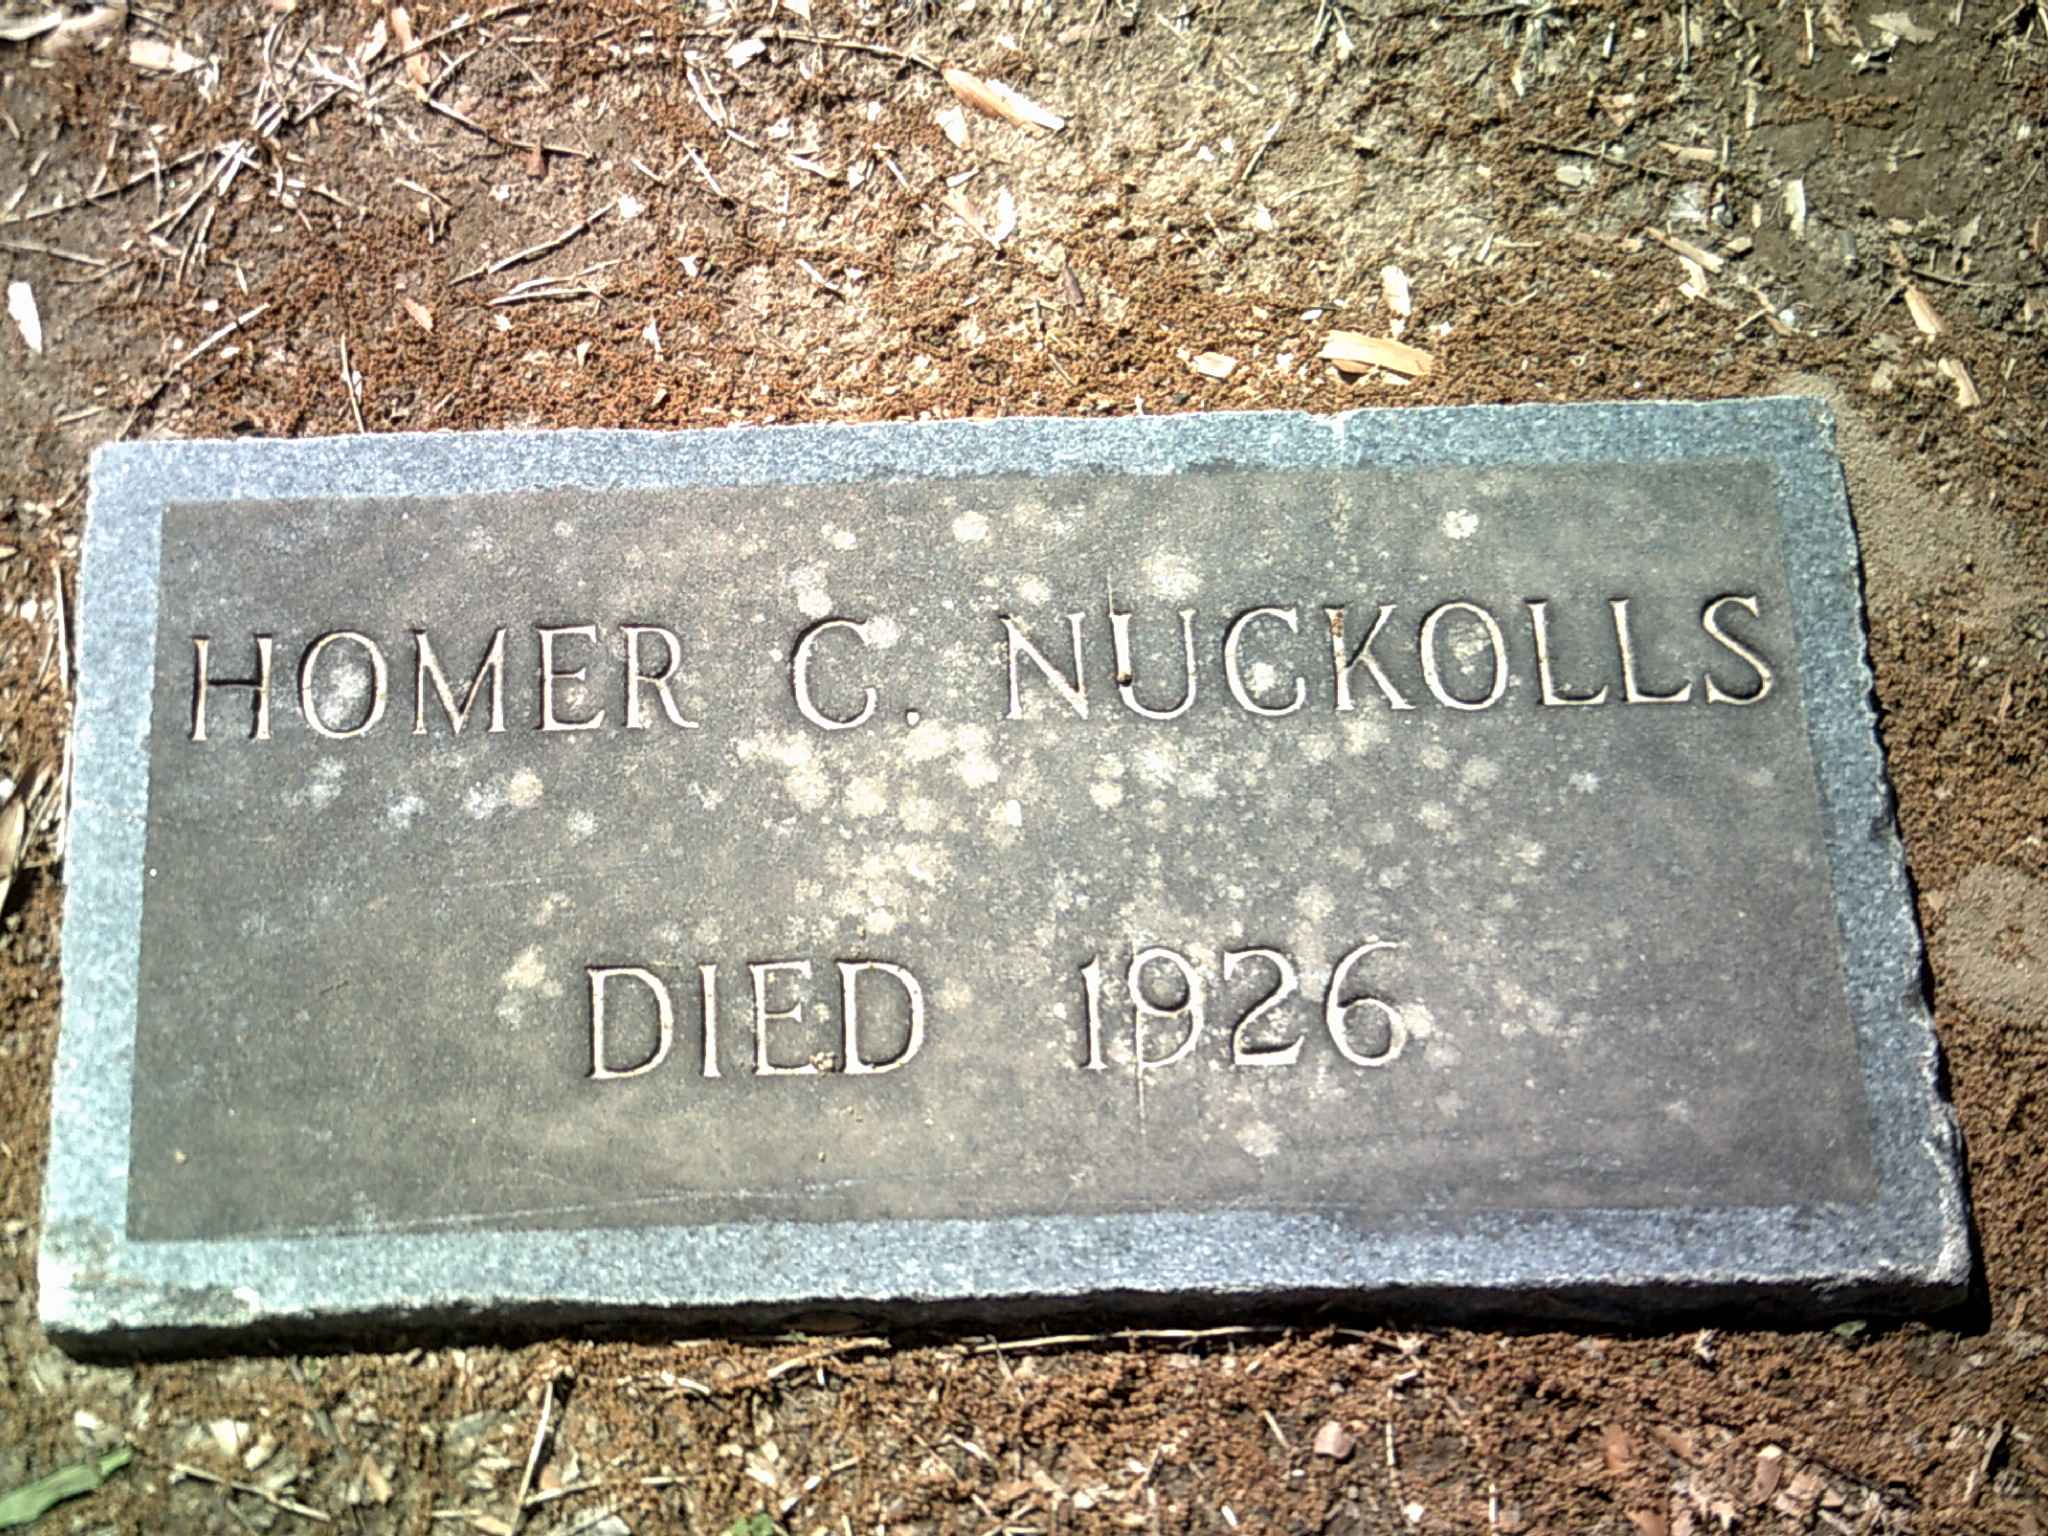 HOMER C. NUCKOLLS
DIED 1926